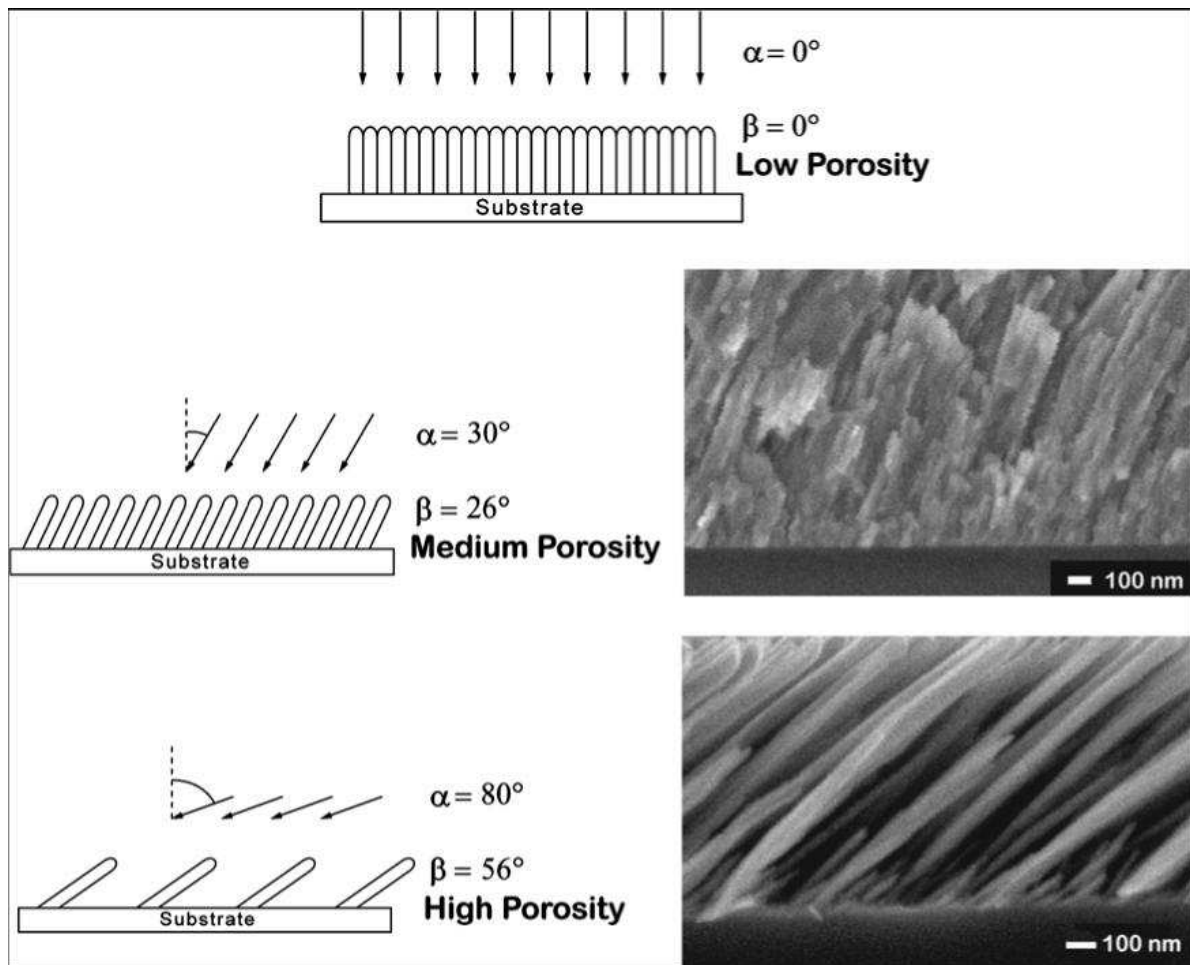 α = 0°
β = 0°
Low Porosity
Substrate
α = 30°
β = 26°
Medium Porosity
Substrate
100 nm
α = 80°
β = 56°
High Porosity
Substrate
100 nm